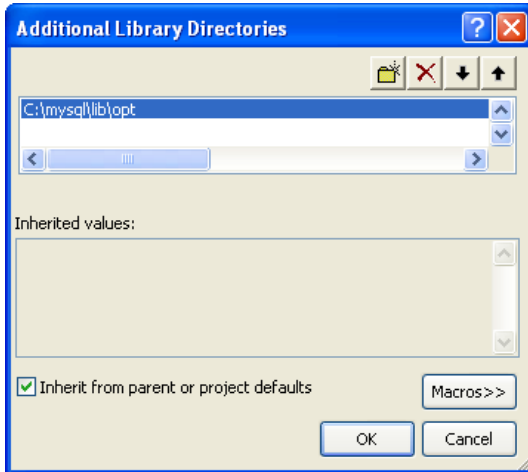 Additional Library Directories
C:\mysql\lib\opt
Inherited values:
Inherit from parent or project defaults
Macros>>
OK
Cancel